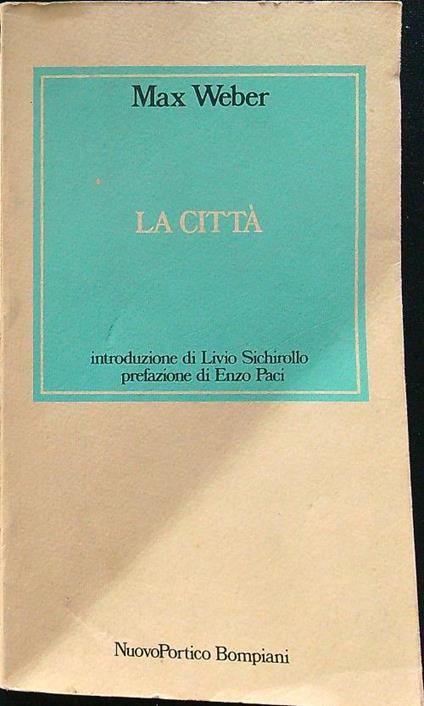 Max Weber
LA CITTÀ
introduzione di Livio Sichirollo
prefazione di Enzo Paci
NuovoPortico Bompiani